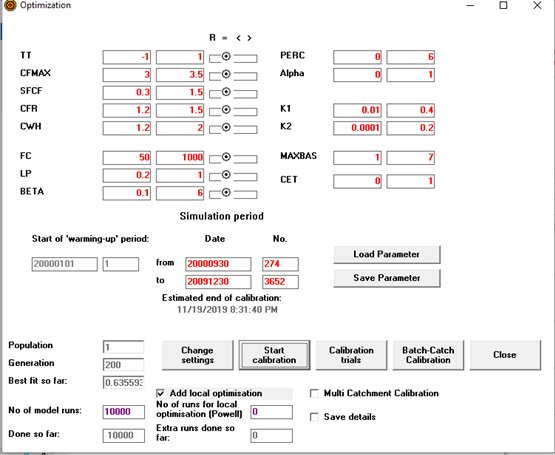 Optimization
R = < >
TT -1 1 PERC 0 6
CFMAX 3 3.5 Alpha 0 1
SFCF 0.3 1.5
CFR 1.2 1.5 K1 0.01 0.4
CWH 1.2 2 K2 0.0001 0.2
FC 50 1000 MAXBAS 1 7
LP 0.2 1 CET 0 1
BETA 0.1 6
Simulation period
Start of 'warming-up' period: Date No.
20000101 1 from 20000930 274 Load Parameter
to 20091230 3652 Save Parameter
Estimated end of calibration:
11/19/2019 8:31:40 PM
Population 1
Generation 200
Best fit so far: 0.635593
Change settings
Start calibration
Calibration trials
Batch-Catch Calibration
Close
Add local optimisation Multi Catchment Calibration
No of model runs: 10000 No of runs for local optimisation (Powell) 0 Save details
Done so far: 10000 Extra runs done so far: 0